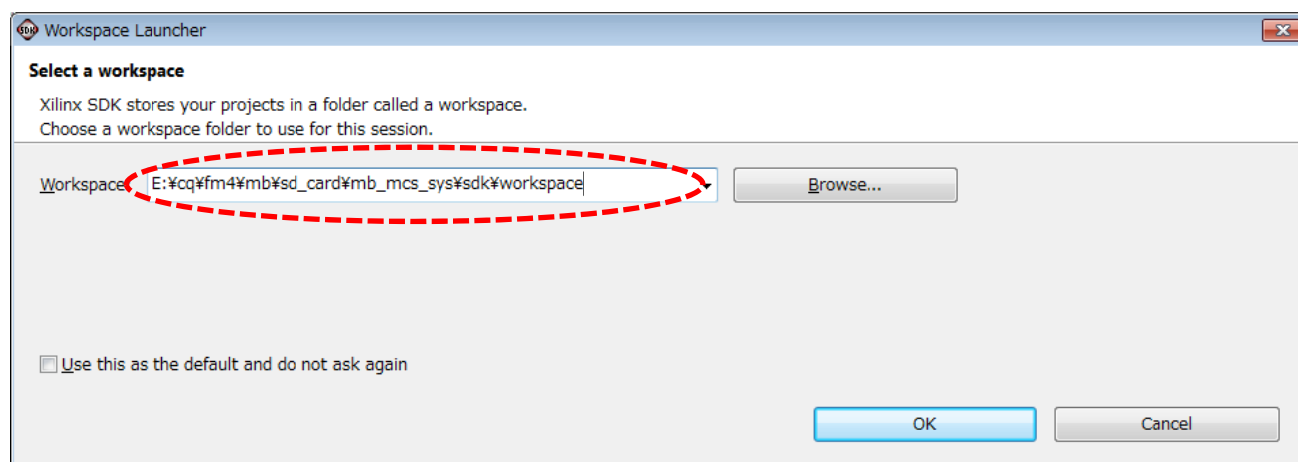 SDK Workspace Launcher
Select a workspace
Xilinx SDK stores your projects in a folder called a workspace.
Choose a workspace folder to use for this session.
Workspace: E:¥cq¥fm4¥mb¥sd_card¥mb_mcs_sys¥sdk¥workspace Browse...
Use this as the default and do not ask again
OK Cancel